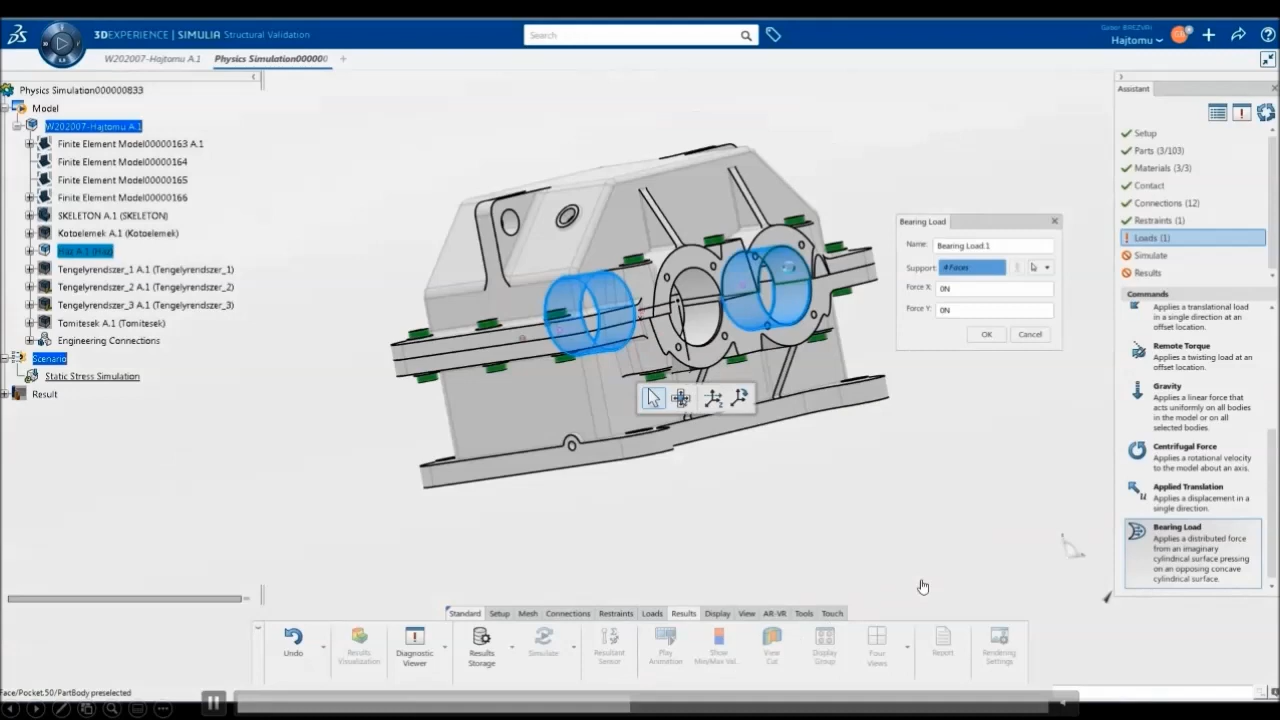 3DEXPERIENCE | SIMULIA Structural Validation
Search
Hajtomu
W202007-Hajtomu A.1
Physics Simulation000000
Physics Simulation000000833
Model
W202007-Hajtomu A.1
Finite Element Model00000163 A.1
Finite Element Model00000164
Finite Element Model00000165
Finite Element Model00000166
SKELETON A.1 (SKELETON)
Kotoelemek A.1 (Kotoelemek)
Haz A.1 (Haz)
Tengelyrendszer_1 A.1 (Tengelyrendszer_1)
Tengelyrendszer_2 A.1 (Tengelyrendszer_2)
Tengelyrendszer_3 A.1 (Tengelyrendszer_3)
Tomitesek A.1 (Tomitesek)
Engineering Connections
Scenario
Static Stress Simulation
Result
Bearing Load
Name: Bearing Load.1
Support: 4 Faces
Force X: 0N
Force Y: 0N
OK
Cancel
Assistant
Setup
Parts (3/103)
Materials (3/3)
Contact
Connections (12)
Restraints (1)
Loads (1)
Simulate
Results
Commands
Applies a translational load
in a single direction at an
offset location.
Remote Torque
Applies a twisting load at an
offset location.
Gravity
Applies a linear force that
acts uniformly on all bodies
in the model or on all
selected bodies.
Centrifugal Force
Applies a rotational velocity
to the model about an axis.
Applied Translation
Applies a displacement in a
single direction.
Bearing Load
Applies a distributed force
from an imaginary
cylindrical surface pressing
on an opposing concave
cylindrical surface.
Standard Setup Mesh Connections Restraints Loads Results Display View AR-VR Tools Touch
Undo
Results
Visualization
Diagnostic
Viewer
Results
Storage
Simulate
Resultant
Sensor
Play
Animation
Show
Min/Max Val...
View
Cut
Display
Group
Four
Views
Report
Rendering
Settings
Face/Pocket.50/PartBody preselected